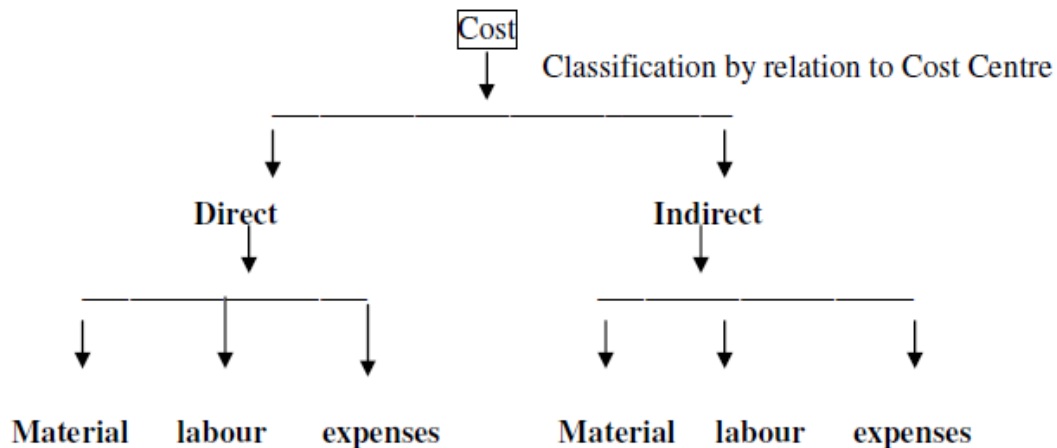 Cost
Classification by relation to Cost Centre
Direct Indirect
Material labour expenses Material labour expenses